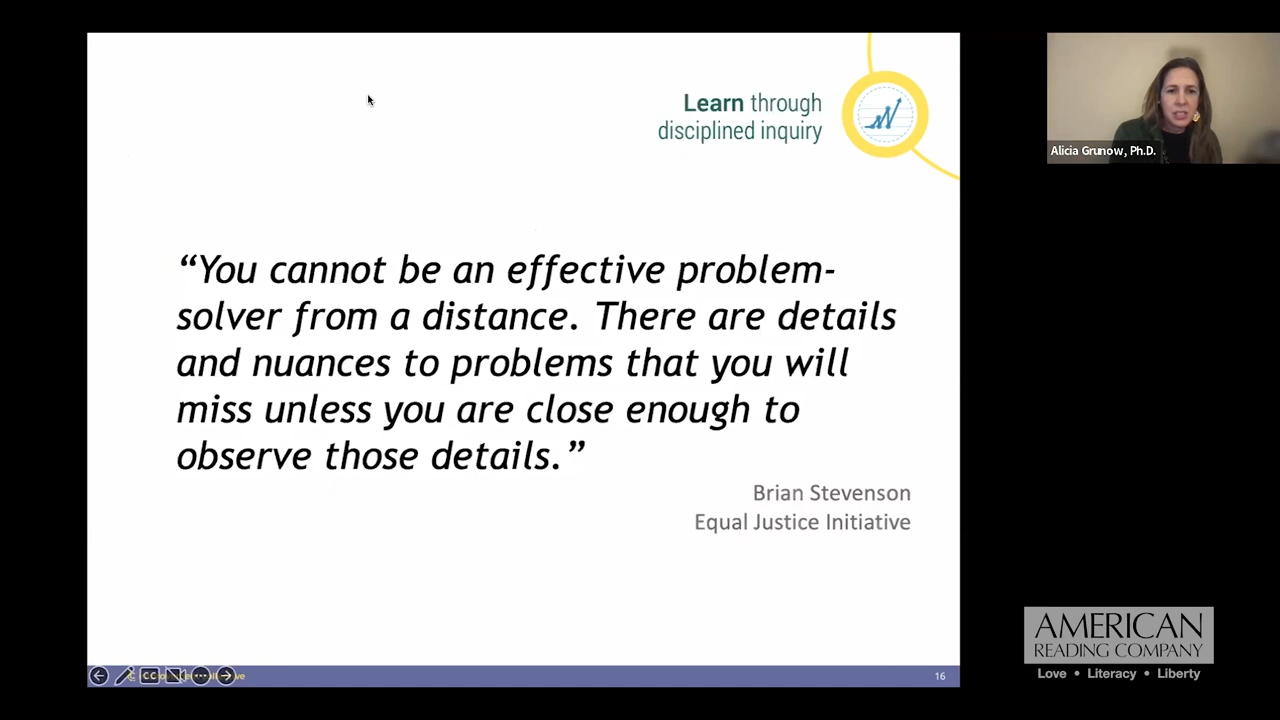 Learn through
disciplined inquiry
“You cannot be an effective problem-
solver from a distance. There are details
and nuances to problems that you will
miss unless you are close enough to
observe those details.”
Brian Stevenson
Equal Justice Initiative
CC
16
Alicia Grunow, Ph.D.
AMERICAN
READING COMPANY
Love • Literacy • Liberty